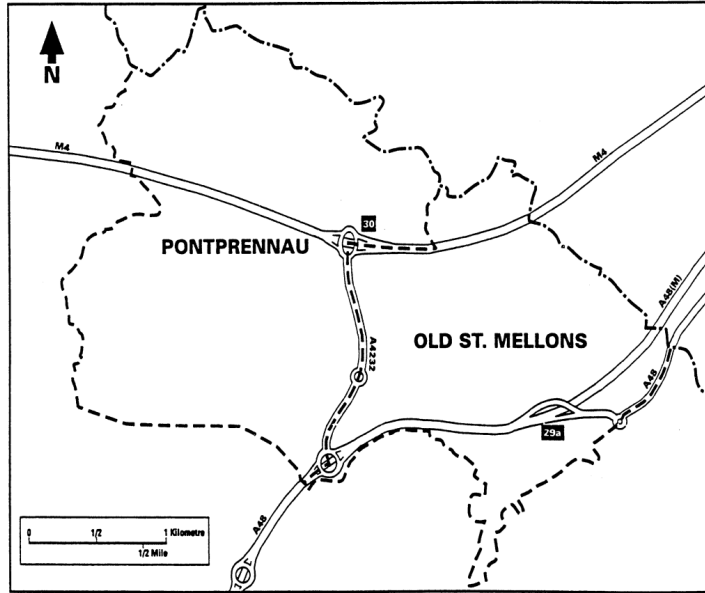 N
M4
M4
30
PONTPRENNAU
A48(M)
A4232
OLD ST. MELLONS
A48
29a
A48
0 1/2 1 Kilometre
1/2 Mile